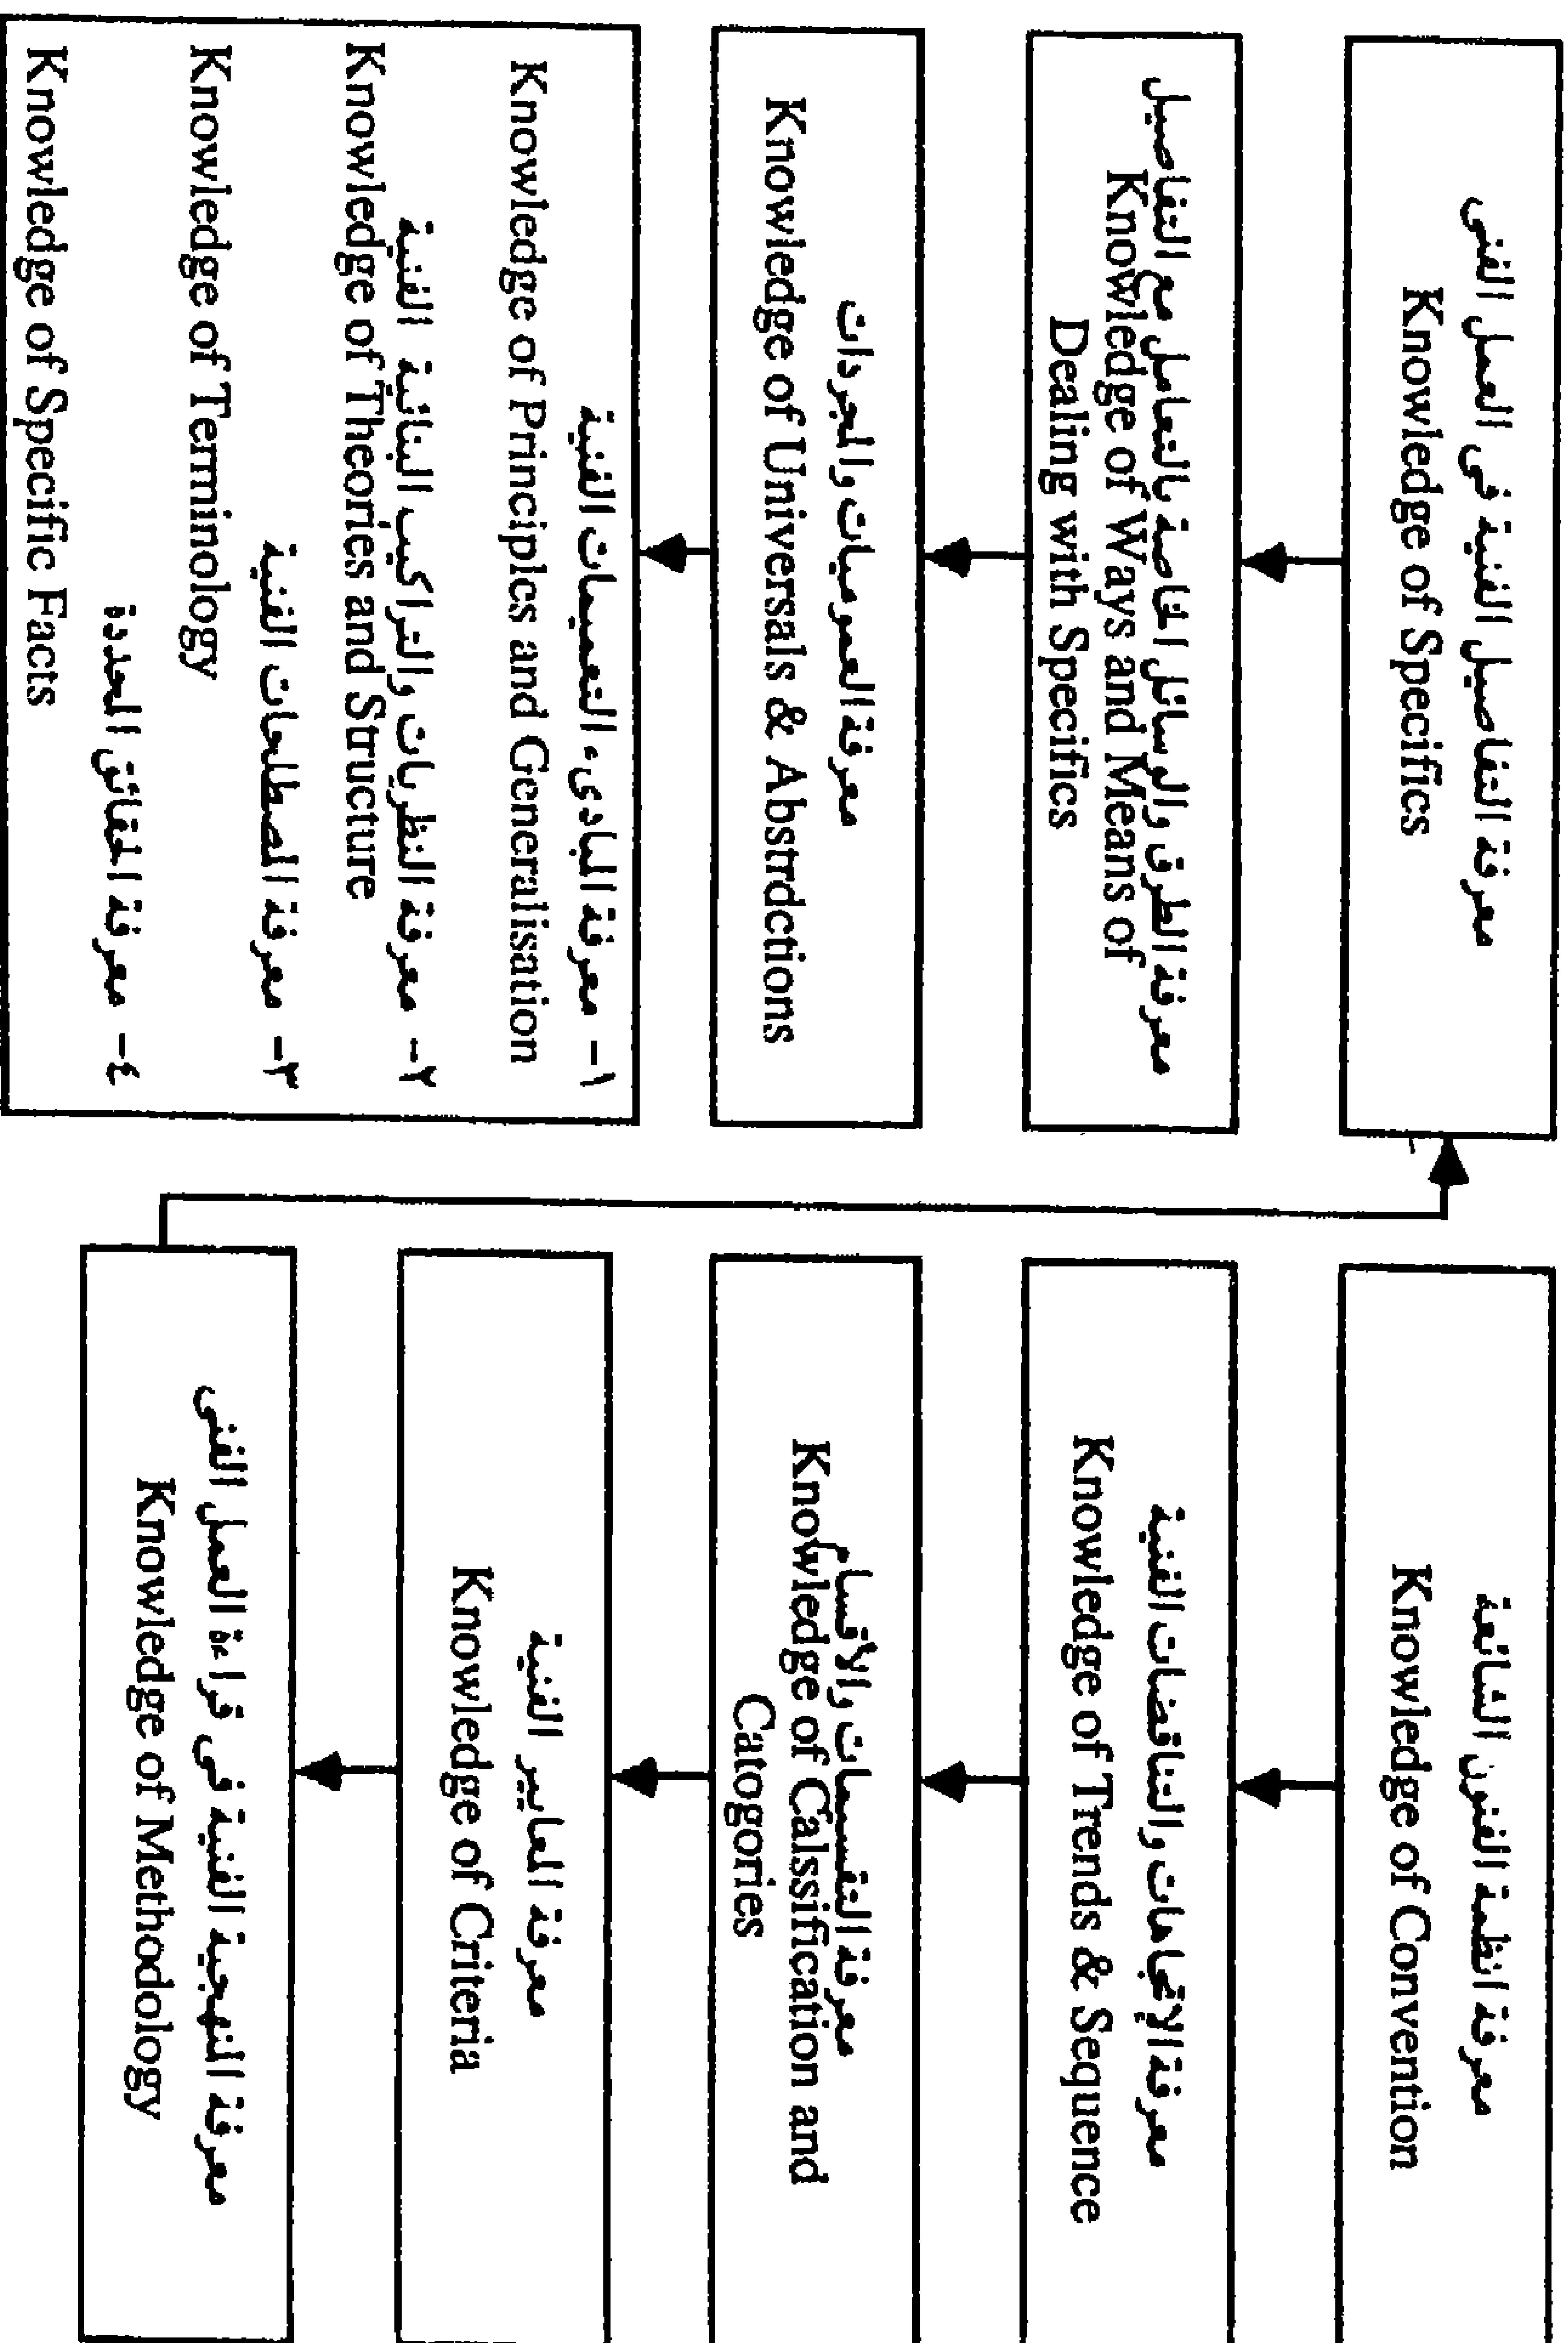 معرفة انظمة الفنون الشائعة
Knowledge of Convention
معرفة الإتجاهات والتناقضات الفنية
Knowledge of Trends & Sequence
معرفة التقسمات والأقسام
Knowledge of Calssification and
Catogories
معرفة المعايير الفنية
Knowledge of Criteria
معرفة المنهجية الفنية فى قراءة العمل الفنى
Knowledge of Methodology
معرفة التفاصيل الفنية فى العمل الفنى
Knowledge of Specifics
معرفة الطرق والوسائل الخاصة بالتعامل مع التفاصيل
Knowledge of Ways and Means of
Dealing with Specifics
معرفة العموميات والمجردات
Knowledge of Universals & Abstrdctions
١- معرفة المبادىء التعميمات الفنية
Knowledge of Principles and Generalisation
٢- معرفة النظريات والتراكيب البنائية الفنية
Knowledge of Theories and Structure
٣- معرفة المصطلحات الفنية
Knowledge of Terminology
٤- معرفة الحقائق المحددة
Knowledge of Specific Facts